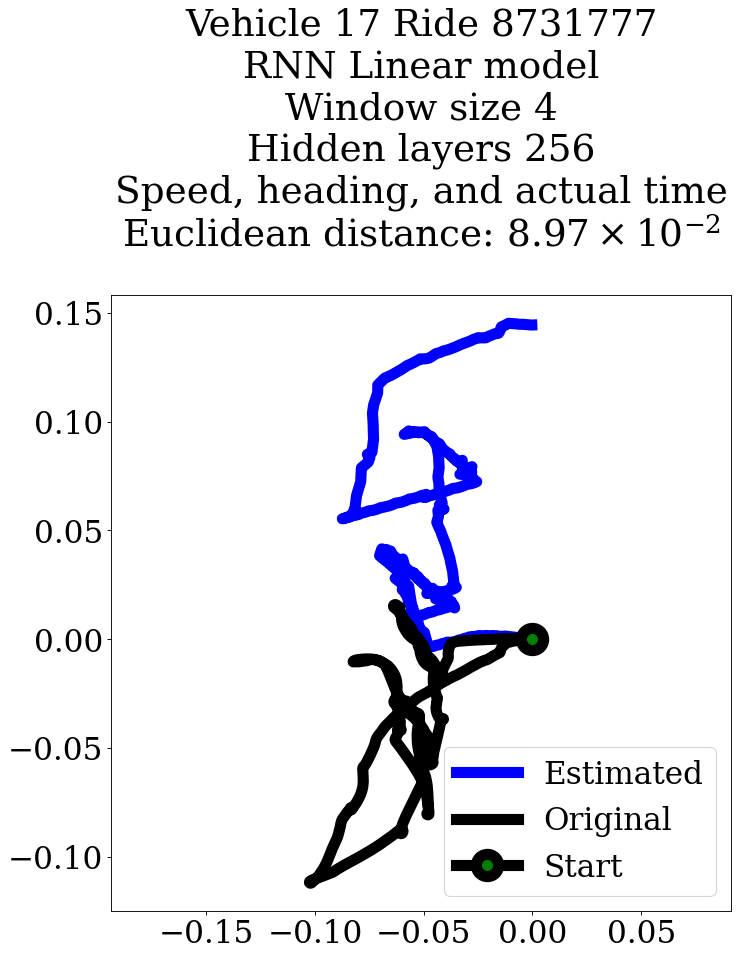 Vehicle 17 Ride 8731777
RNN Linear model
Window size 4
Hidden layers 256
Speed, heading, and actual time
Euclidean distance: 8.97 × 10⁻²
0.15
0.10
0.05
0.00
−0.05
−0.10
Estimated
Original
Start
−0.15 −0.10 −0.05 0.00 0.05